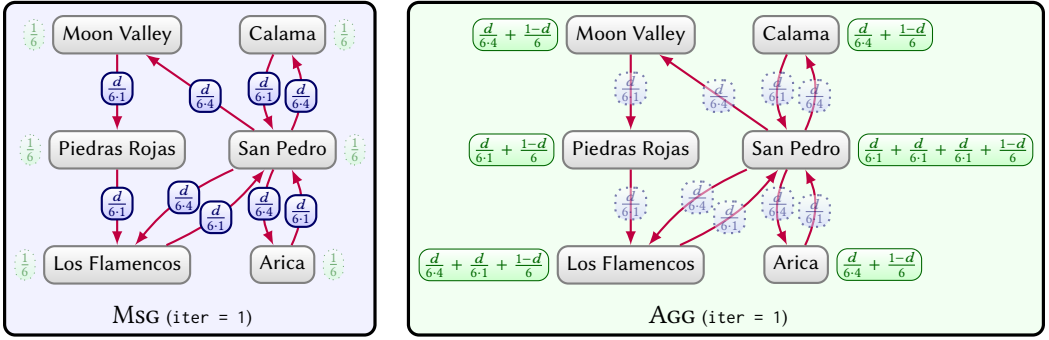 1/6 Moon Valley Calama 1/6
d/6·1 d/6·4 d/6·1 d/6·4
1/6 Piedras Rojas San Pedro 1/6
d/6·1 d/6·4 d/6·1 d/6·4 d/6·1
1/6 Los Flamencos Arica 1/6
Msg (iter = 1)
d/6·4 + 1−d/6 Moon Valley Calama d/6·4 + 1−d/6
d/6·1 d/6·4 d/6·1 d/6·4
d/6·1 + 1−d/6 Piedras Rojas San Pedro d/6·1 + d/6·1 + d/6·1 + 1−d/6
d/6·1 d/6·4 d/6·1 d/6·4 d/6·1
d/6·4 + d/6·1 + 1−d/6 Los Flamencos Arica d/6·4 + 1−d/6
Agg (iter = 1)